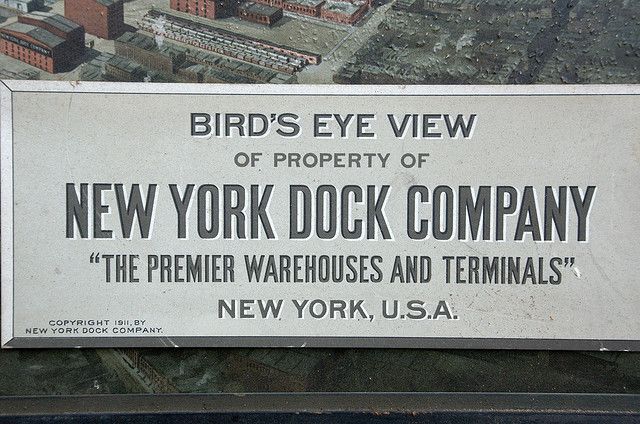 BIRD'S EYE VIEW
OF PROPERTY OF
NEW YORK DOCK COMPANY
"THE PREMIER WAREHOUSES AND TERMINALS"
NEW YORK, U.S.A.
COPYRIGHT 1911, BY
NEW YORK DOCK COMPANY.